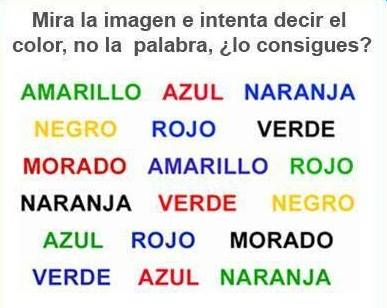 Mira la imagen e intenta decir el
color, no la palabra, ¿lo consigues?
AMARILLO AZUL NARANJA
NEGRO ROJO VERDE
MORADO AMARILLO ROJO
NARANJA VERDE NEGRO
AZUL ROJO MORADO
VERDE AZUL NARANJA